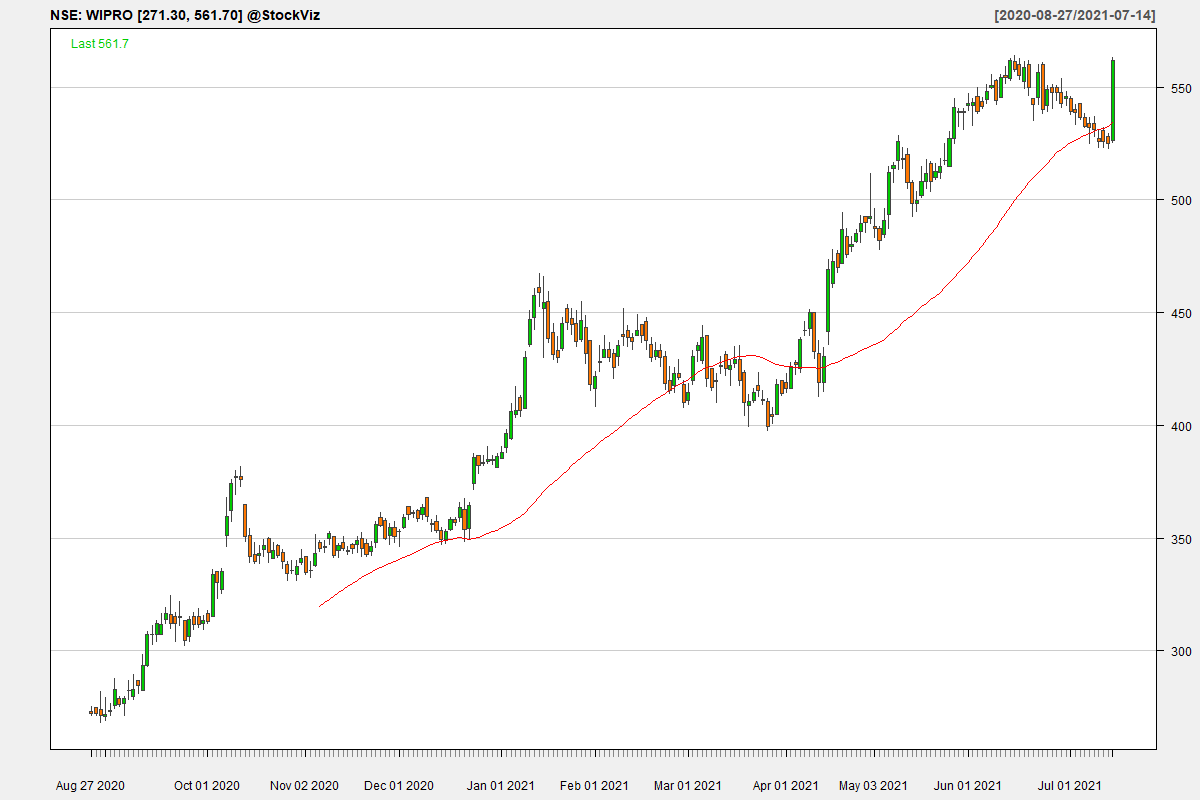 NSE: WIPRO [271.30, 561.70] @StockViz
[2020-08-27/2021-07-14]
Last 561.7
550
500
450
400
350
300
Aug 27 2020
Oct 01 2020
Nov 02 2020
Dec 01 2020
Jan 01 2021
Feb 01 2021
Mar 01 2021
Apr 01 2021
May 03 2021
Jun 01 2021
Jul 01 2021